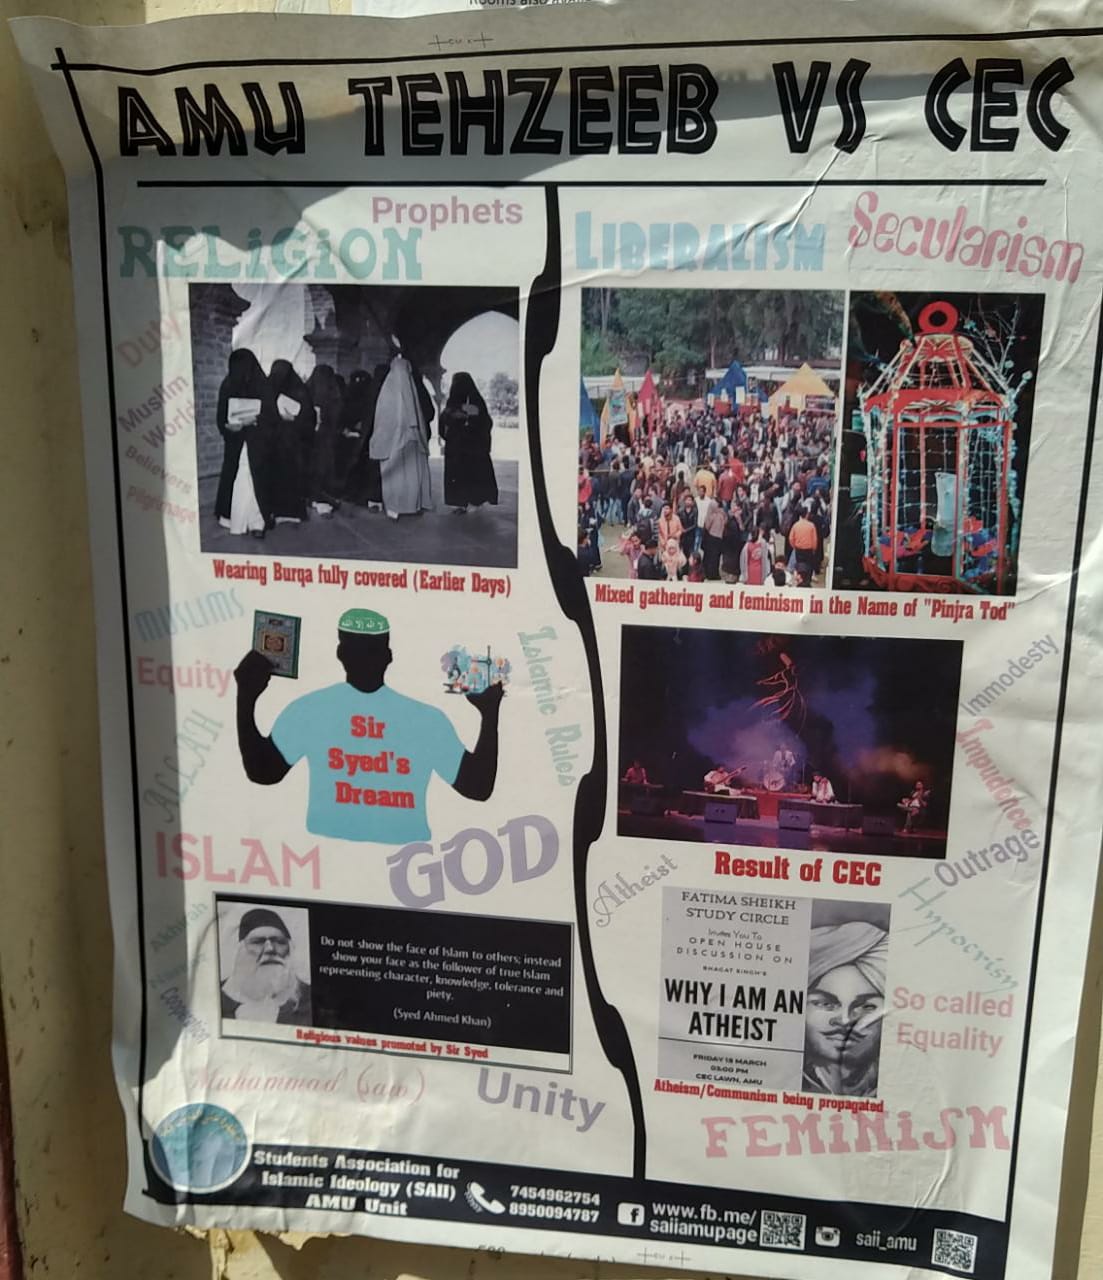 AMU TEHZEEB VS CEC
Prophets
RELiGiON
Duty
Muslim
World
Believers
Pilgrimage
Wearing Burqa fully covered (Earlier Days)
MUSLIMS
Equity
ALLAH
Islamic Rules
Sir
Syed's
Dream
ISLAM
GOD
Akhirah
Do not show the face of Islam to others; instead
show your face as the follower of true Islam
representing character, knowledge, tolerance and
piety.
(Syed Ahmed Khan)
Religious values promoted by Sir Syed
Muhammad (saw)
Unity
LIBERALISM
Secularism
Mixed gathering and feminism in the Name of "Pinjra Tod"
Immodesty
Impudence
Result of CEC
Outrage
Atheist
Hypocrism
FATIMA SHEIKH
STUDY CIRCLE
Invites You To
OPEN HOUSE
DISCUSSION ON
BHAGAT SINGH'S
WHY I AM AN
ATHEIST
FRIDAY 18 MARCH
03:00 PM
CEC LAWN, AMU
So called
Equality
Atheism/Communism being propagated
FEMiNiSM
Students Association for
Islamic Ideology (SAII)
AMU Unit
7454962754
8950094787
www.fb.me/
saiiamupage
saii_amu